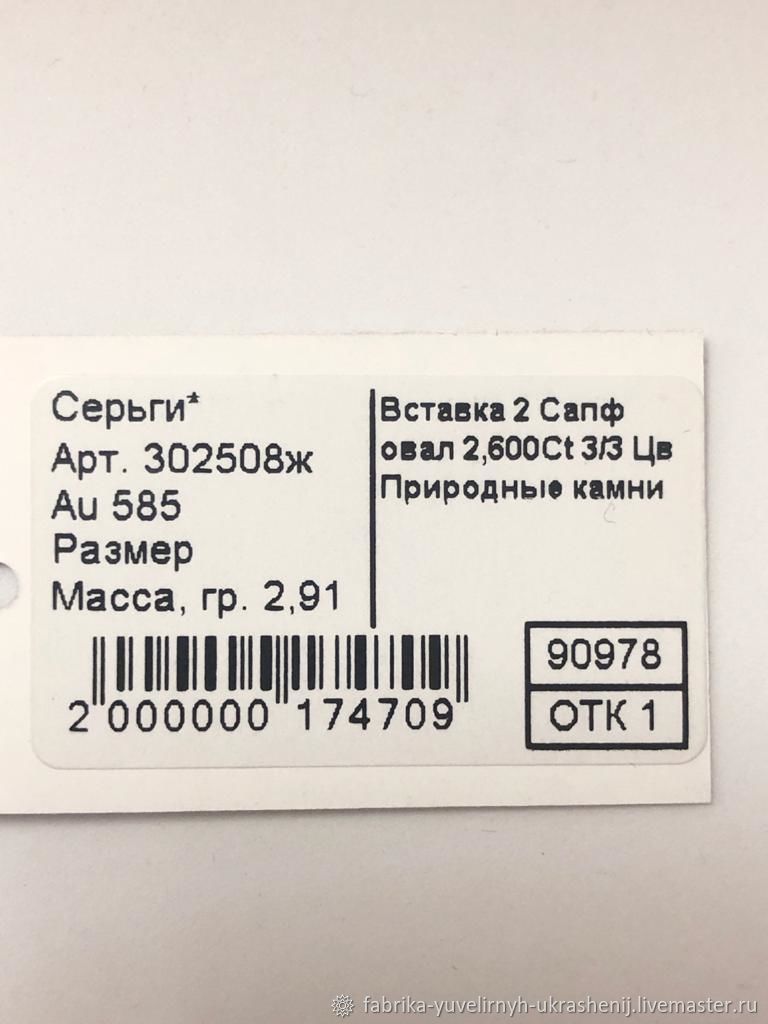 Серьги*
Арт. 302508ж
Au 585
Размер
Масса, гр. 2,91
Вставка 2 Сапф
овал 2,600Ct 3/3 Цв
Природные камни
2 000000 174709
90978
ОТК 1
fabrika-yuvelirnyh-ukrashenij.livemaster.ru